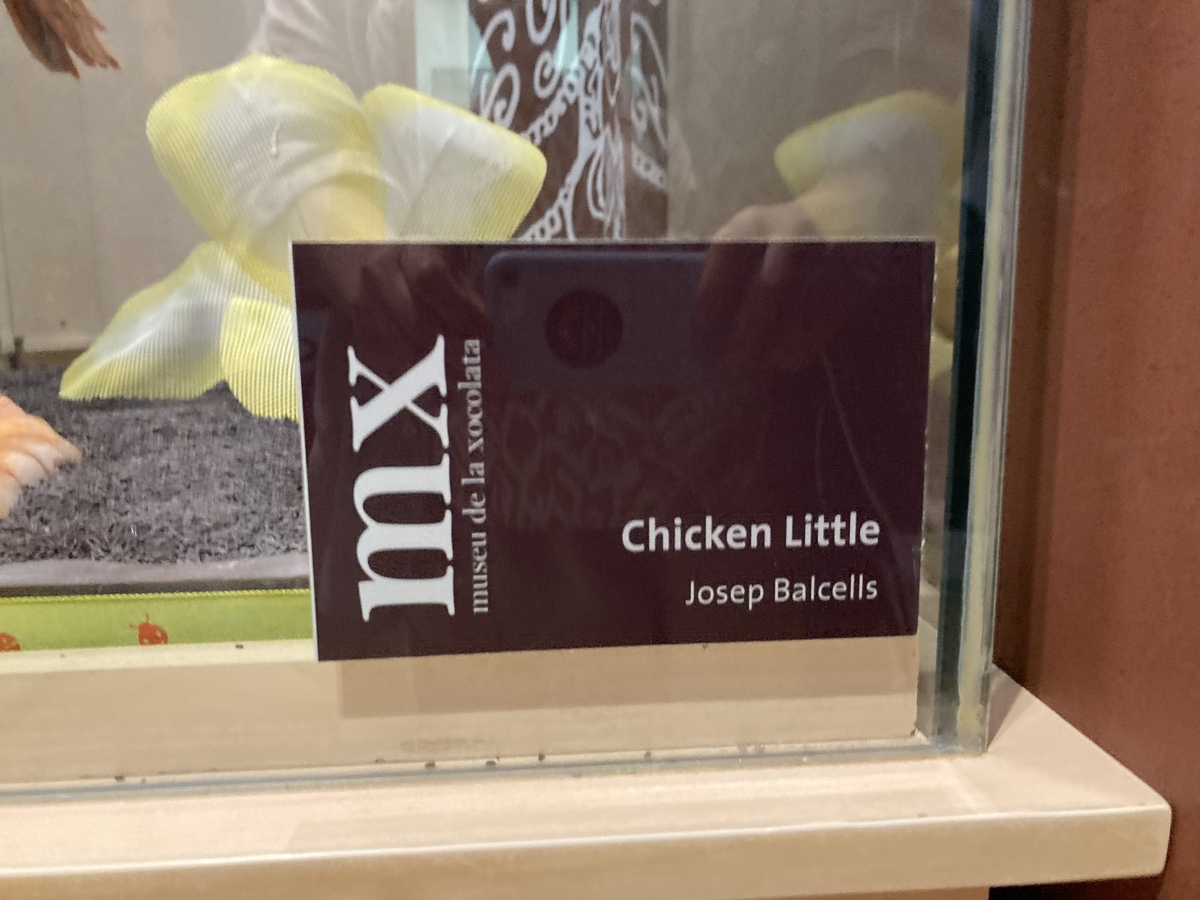 mx
museu de la xocolata
Chicken Little
Josep Balcells